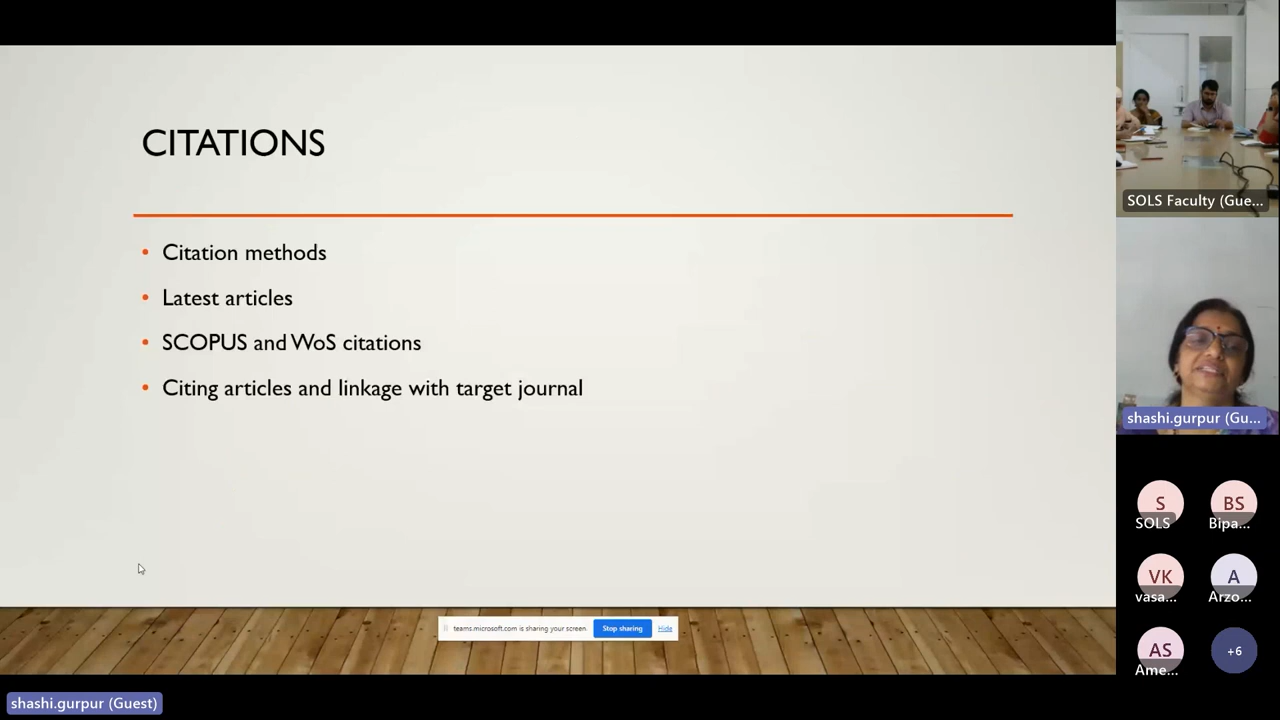 CITATIONS
• Citation methods
• Latest articles
• SCOPUS and WoS citations
• Citing articles and linkage with target journal
teams.microsoft.com is sharing your screen.
Stop sharing
Hide
shashi.gurpur (Guest)
SOLS Faculty (Gue...
shashi.gurpur (Gu...
S
SOLS
BS
Bipa...
VK
vasa...
A
Arzo...
AS
Ame...
+6